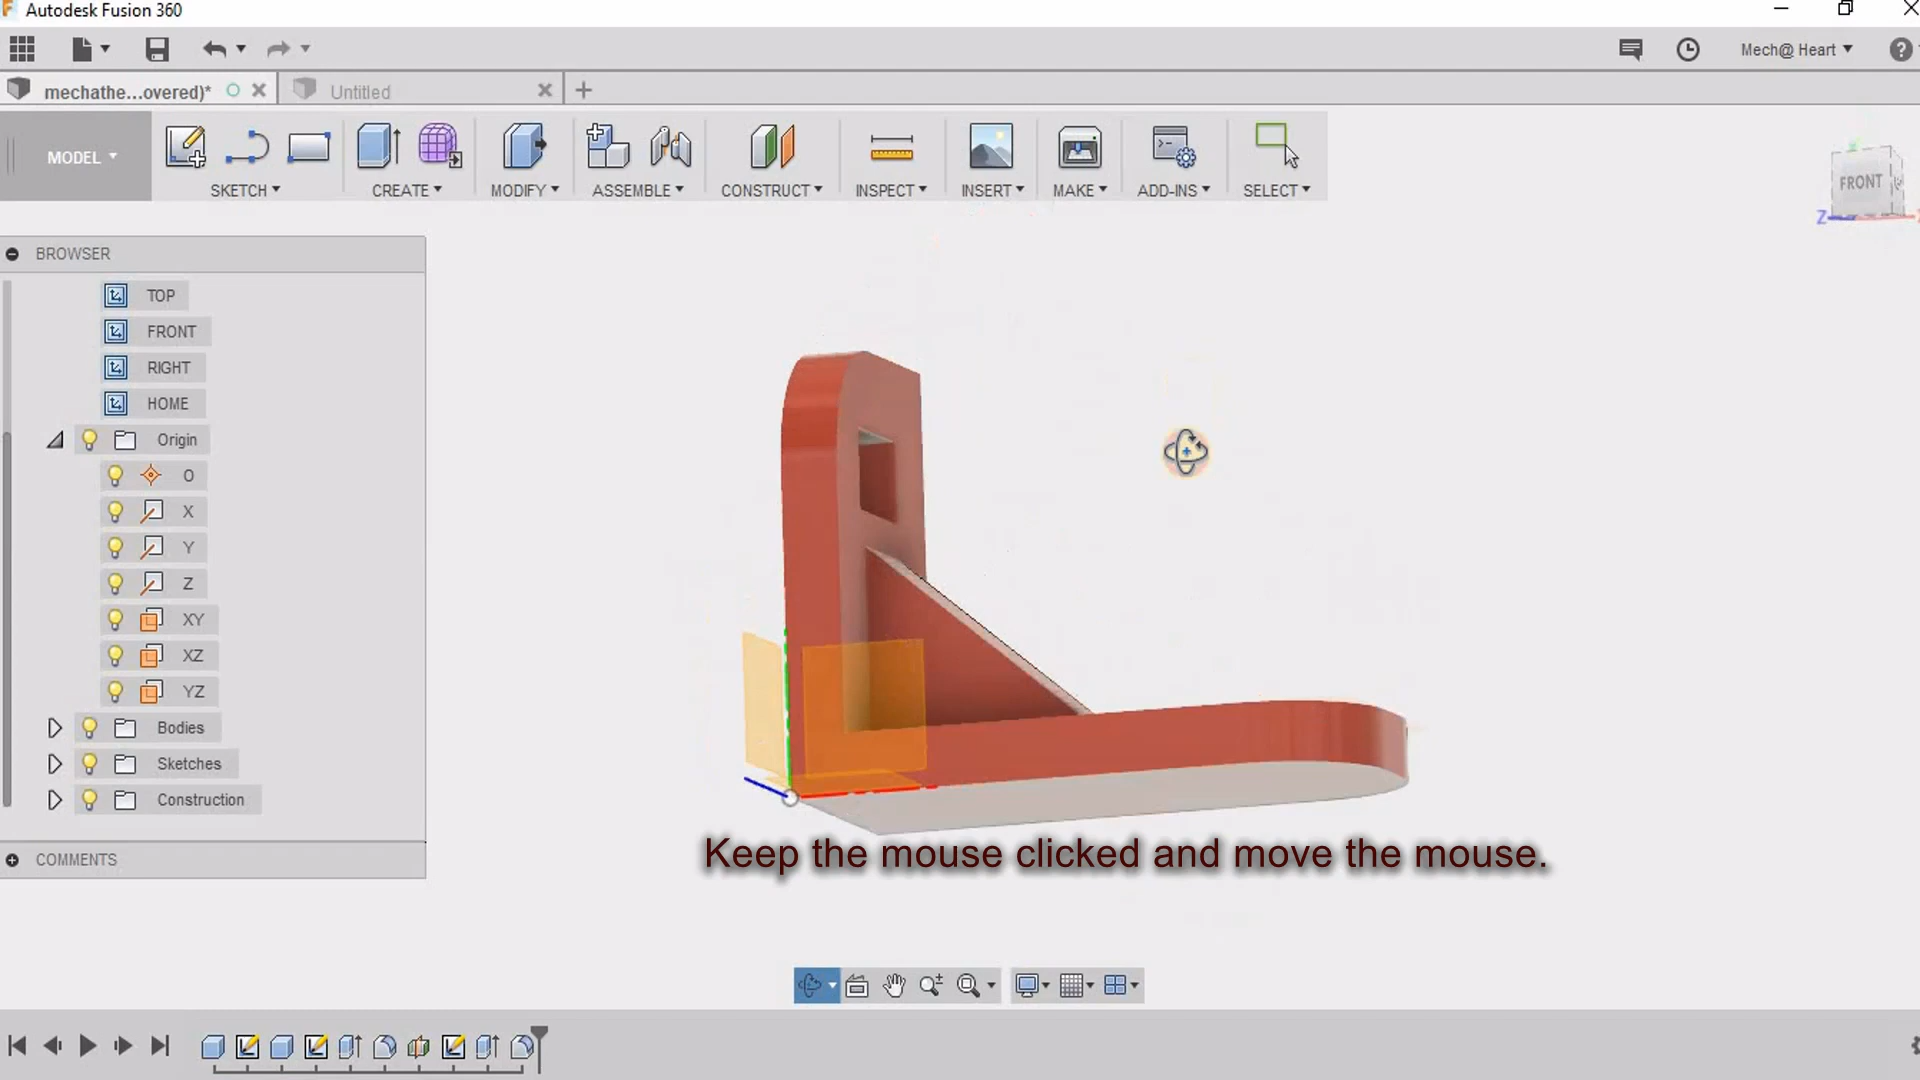 Autodesk Fusion 360
Mech@ Heart
mechathe...overed)*
Untitled
MODEL
SKETCH
CREATE
MODIFY
ASSEMBLE
CONSTRUCT
INSPECT
INSERT
MAKE
ADD-INS
SELECT
FRONT
Z
BROWSER
TOP
FRONT
RIGHT
HOME
Origin
O
X
Y
Z
XY
XZ
YZ
Bodies
Sketches
Construction
COMMENTS
Keep the mouse clicked and move the mouse.